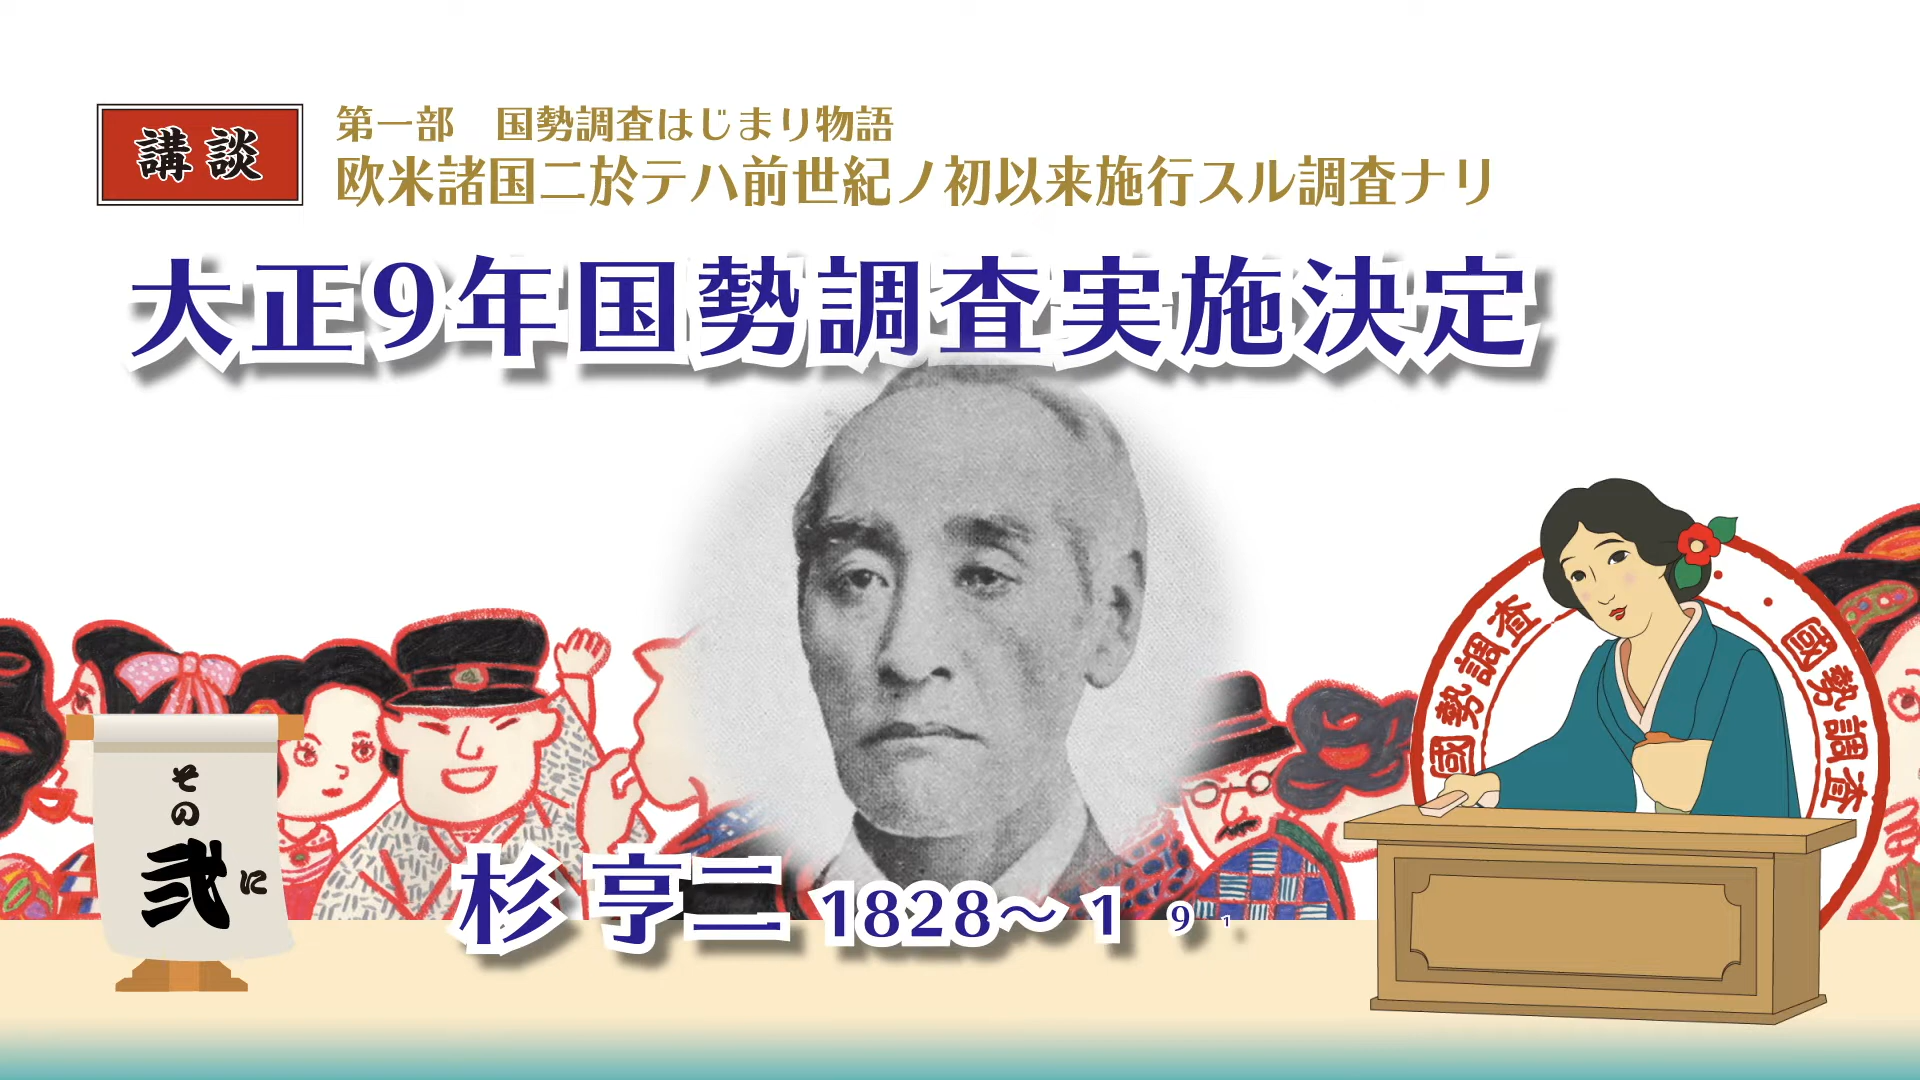 講談
第一部　国勢調査はじまり物語
欧米諸国ニ於テハ前世紀ノ初以来施行スル調査ナリ
大正9年国勢調査実施決定
國勢調査
國勢調査
その
弐
に
杉 亨二 1828～191